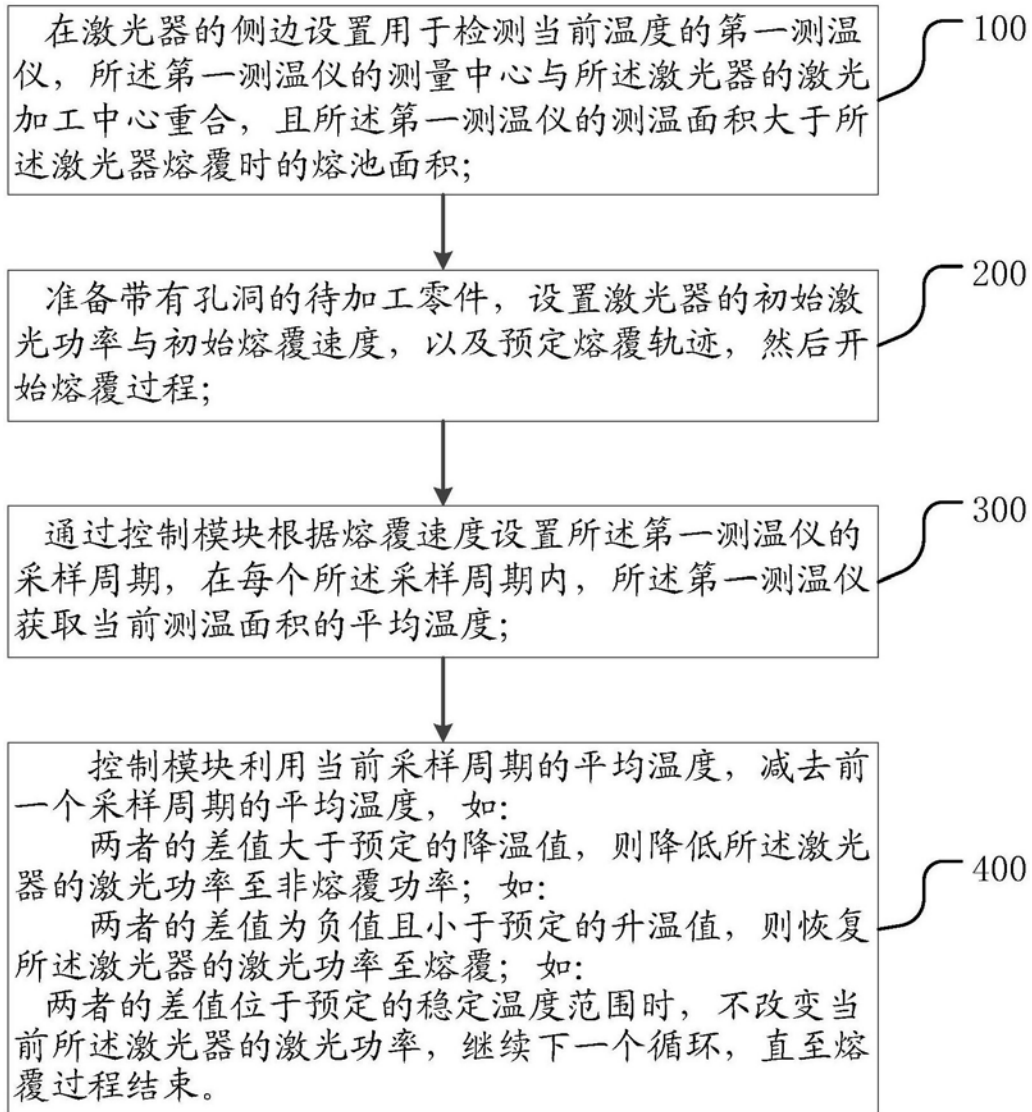 在激光器的侧边设置用于检测当前温度的第一测温
仪，所述第一测温仪的测量中心与所述激光器的激光
加工中心重合，且所述第一测温仪的测温面积大于所
述激光器熔覆时的熔池面积；
100
准备带有孔洞的待加工零件，设置激光器的初始激
光功率与初始熔覆速度，以及预定熔覆轨迹，然后开
始熔覆过程；
200
通过控制模块根据熔覆速度设置所述第一测温仪的
采样周期，在每个所述采样周期内，所述第一测温仪
获取当前测温面积的平均温度；
300
控制模块利用当前采样周期的平均温度，减去前
一个采样周期的平均温度，如：
两者的差值大于预定的降温值，则降低所述激光
器的激光功率至非熔覆功率；如：
两者的差值为负值且小于预定的升温值，则恢复
所述激光器的激光功率至熔覆；如：
两者的差值位于预定的稳定温度范围时，不改变当
前所述激光器的激光功率，继续下一个循环，直至熔
覆过程结束。
400